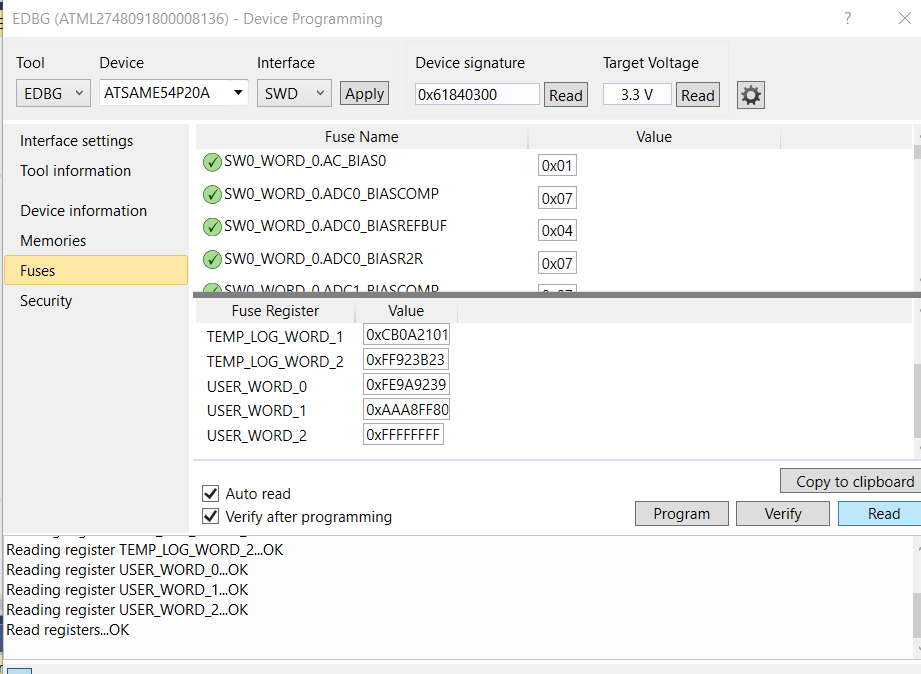 EDBG (ATML2748091800008136) - Device Programming ?
Tool Device Interface Device signature Target Voltage
EDBG ATSAME54P20A SWD Apply 0x61840300 Read 3.3 V Read
Interface settings
Tool information
Device information
Memories
Fuses
Security
Fuse Name Value
SW0_WORD_0.AC_BIAS0 0x01
SW0_WORD_0.ADC0_BIASCOMP 0x07
SW0_WORD_0.ADC0_BIASREFBUF 0x04
SW0_WORD_0.ADC0_BIASR2R 0x07
SW0_WORD_0.ADC1_BIASCOMP 0x07
Fuse Register Value
TEMP_LOG_WORD_1 0xCB0A2101
TEMP_LOG_WORD_2 0xFF923B23
USER_WORD_0 0xFE9A9239
USER_WORD_1 0xAAA8FF80
USER_WORD_2 0xFFFFFFFF
Copy to clipboard
Auto read
Verify after programming
Program Verify Read
Reading register TEMP_LOG_WORD_2...OK
Reading register USER_WORD_0...OK
Reading register USER_WORD_1...OK
Reading register USER_WORD_2...OK
Read registers...OK